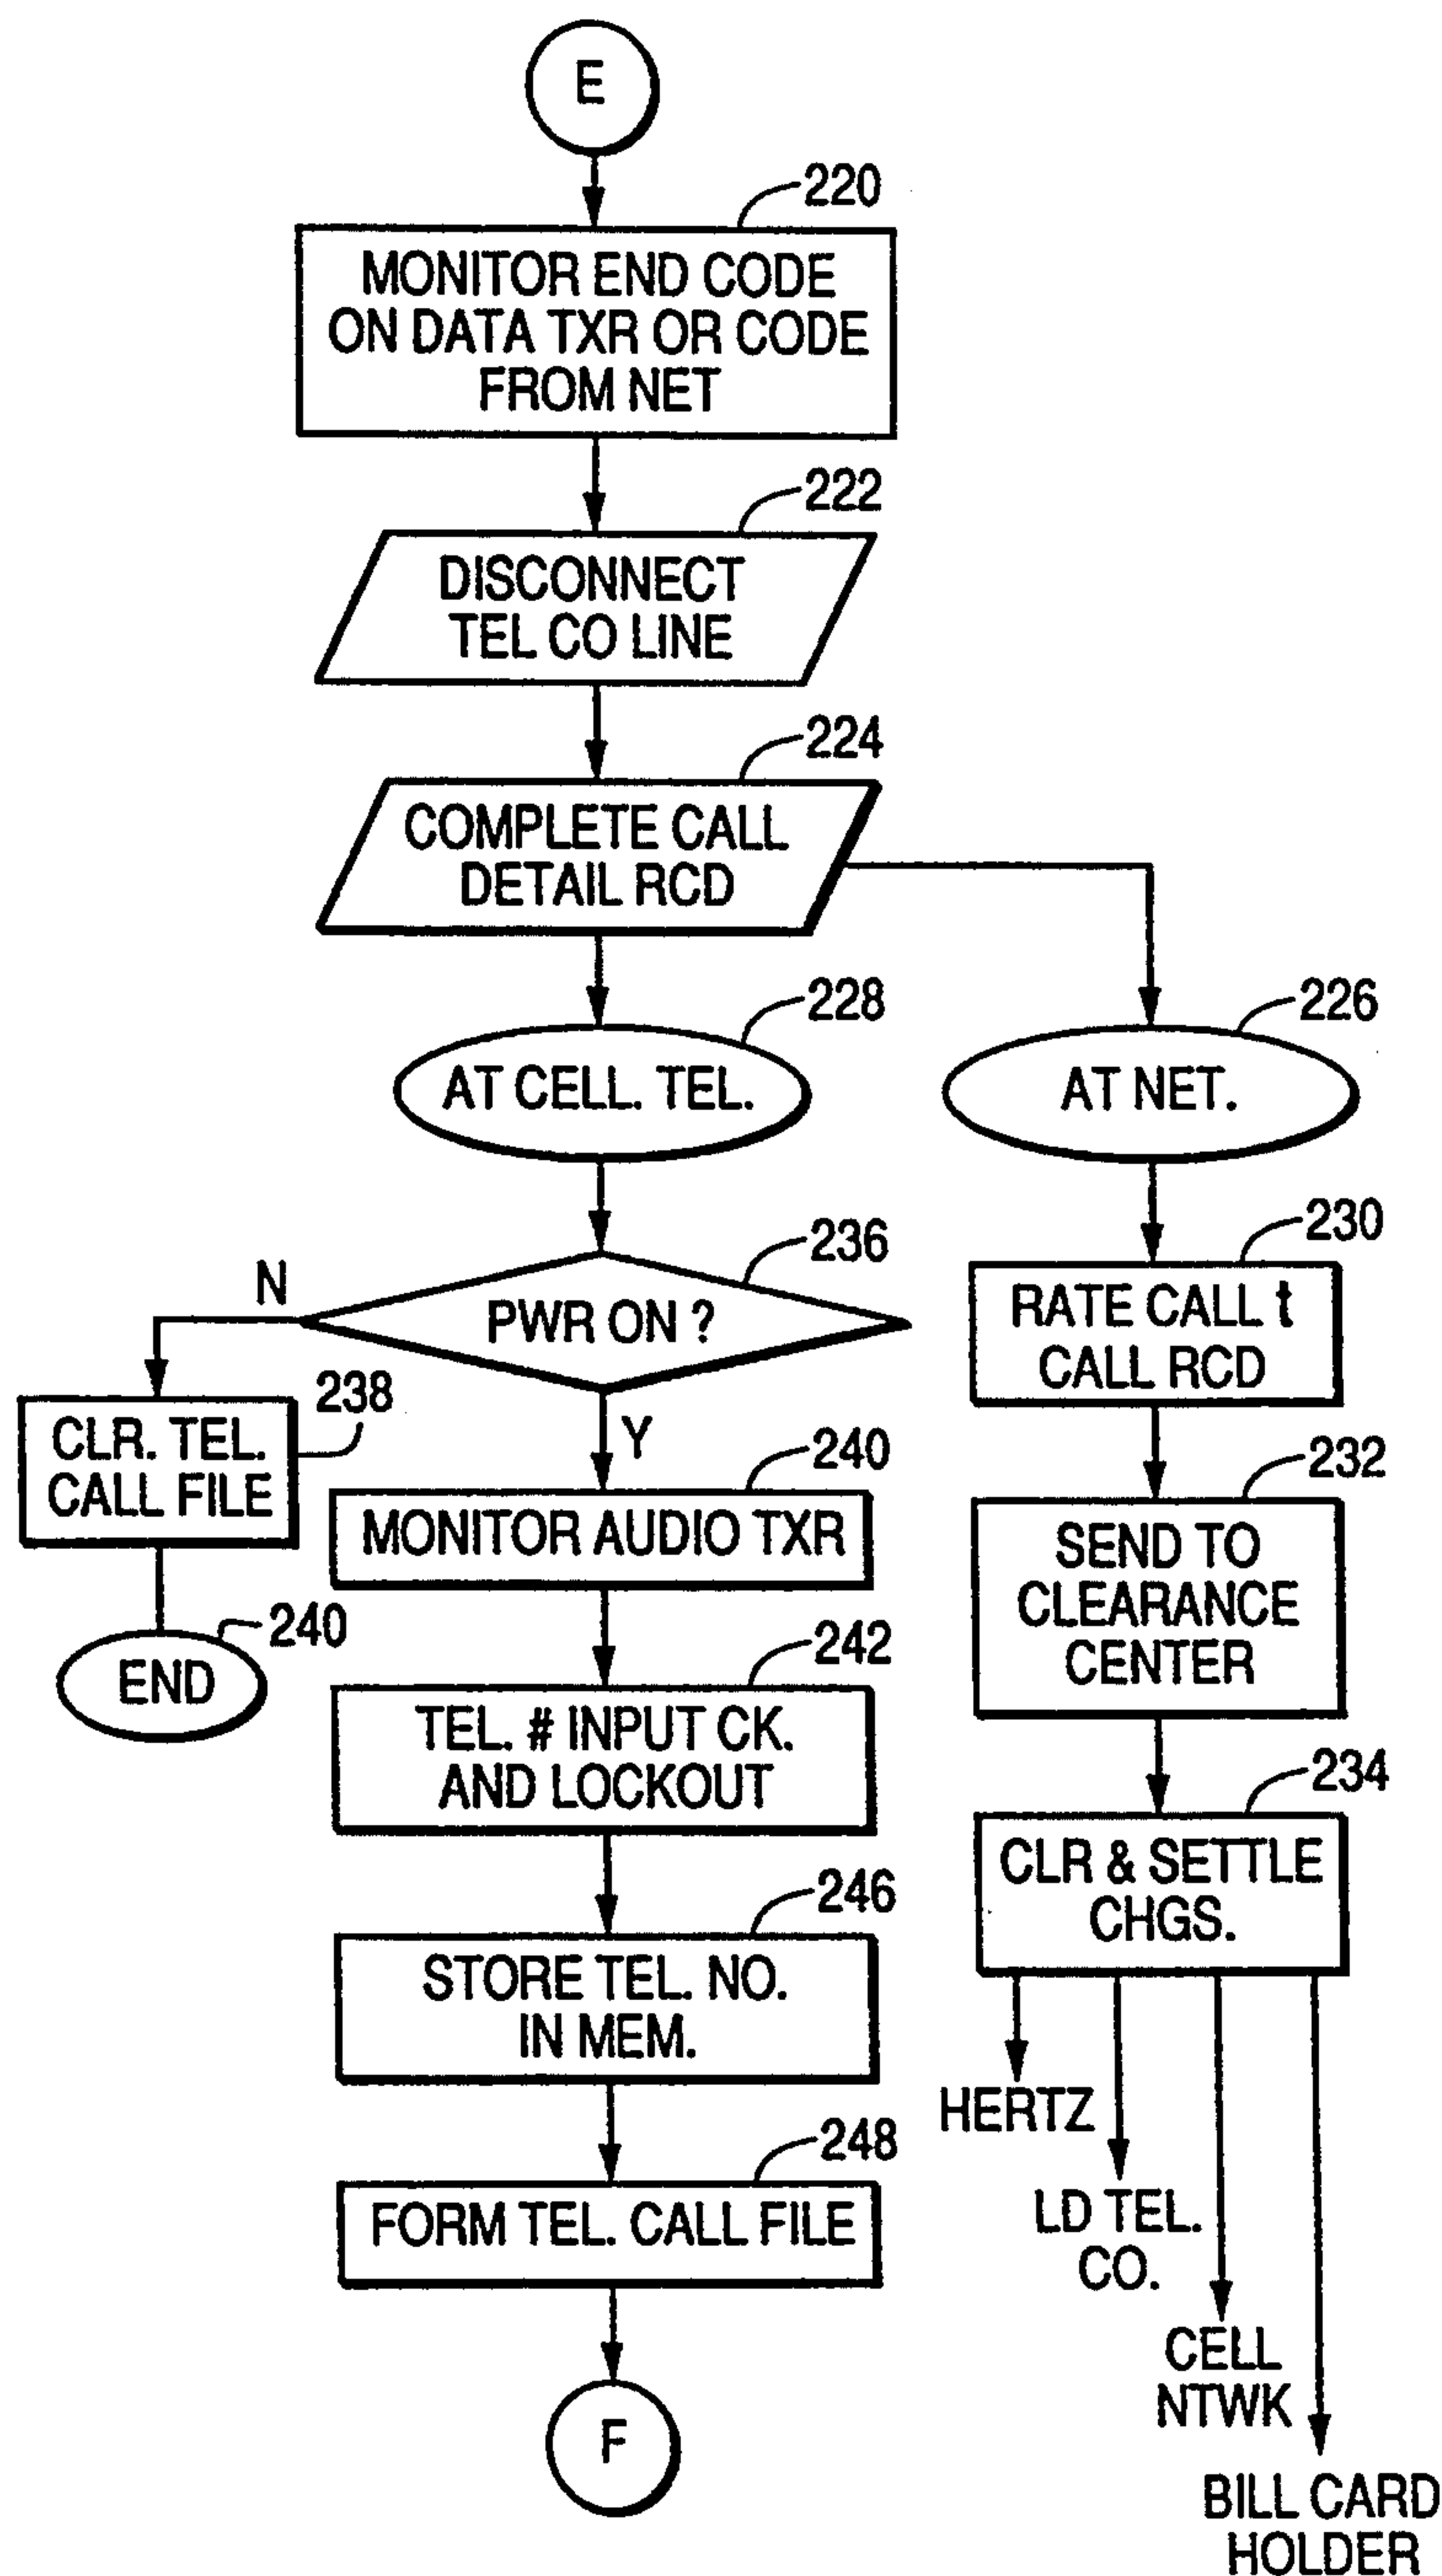 E
220
MONITOR END CODE
ON DATA TXR OR CODE
FROM NET
222
DISCONNECT
TEL CO LINE
224
COMPLETE CALL
DETAIL RCD
228
AT CELL. TEL.
226
AT NET.
236
PWR ON ?
N
Y
238
CLR. TEL.
CALL FILE
240
END
240
MONITOR AUDIO TXR
242
TEL. # INPUT CK.
AND LOCKOUT
246
STORE TEL. NO.
IN MEM.
248
FORM TEL. CALL FILE
F
230
RATE CALL t
CALL RCD
232
SEND TO
CLEARANCE
CENTER
234
CLR & SETTLE
CHGS.
HERTZ
LD TEL.
CO.
CELL
NTWK
BILL CARD
HOLDER